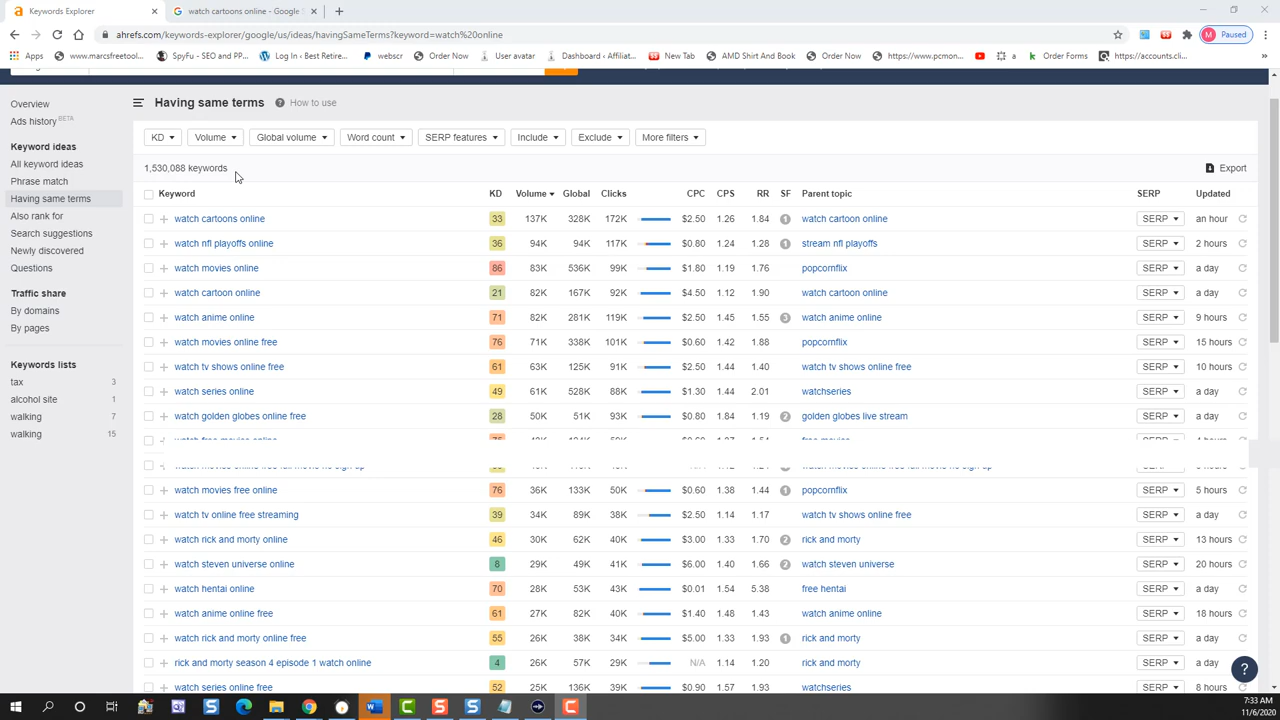 Keywords Explorer
watch cartoons online - Google S
ahrefs.com/keywords-explorer/google/us/ideas/havingSameTerms?keyword=watch%20online
Paused
Apps
www.marcsfreetool...
SpyFu - SEO and PP...
Log In ‹ Best Retire...
webscr
Order Now
User avatar
Dashboard ‹ Affiliat...
New Tab
AMD Shird Book
Order Now
https://www.pcmon...
a
Order Forms
https://accounts.cli...
Overview
Ads history BETA
Keyword ideas
All keyword ideas
Phrase match
Having same terms
Also rank for
Search suggestions
Newly discovered
Questions
Traffic share
By domains
By pages
Keywords lists
tax 3
alcohol site 1
walking 7
walking 15
Having same terms ? How to use
KD Volume Global volume Word count SERP features Include Exclude More filters
1,530,088 keywords Export
Keyword KD Volume Global Clicks CPC CPS RR SF Parent topic SERP Updated
watch cartoons online 33 137K 328K 172K $2.50 1.26 1.84 1 watch cartoon online SERP an hour
watch nfl playoffs online 36 94K 94K 117K $0.80 1.24 1.28 1 stream nfl playoffs SERP 2 hours
watch movies online 86 83K 536K 99K $1.80 1.19 1.76 popcornflix SERP a day
watch cartoon online 21 82K 167K 92K $4.50 1.12 1.90 watch cartoon online SERP a day
watch anime online 71 82K 281K 119K $2.50 1.45 1.55 3 watch anime online SERP 9 hours
watch movies online free 76 71K 338K 101K $0.60 1.42 1.88 popcornflix SERP 15 hours
watch tv shows online free 61 63K 125K 91K $2.50 1.44 1.40 watch tv shows online free SERP 10 hours
watch series online 49 61K 528K 88K $1.30 1.44 2.01 watchseries SERP a day
watch golden globes online free 28 50K 51K 93K $0.80 1.84 1.19 2 golden globes live stream SERP a day
watch free movies online
watch movies online free full movie no sign up
watch movies free online 76 36K 133K 50K $0.60 1.38 1.44 1 popcornflix SERP 5 hours
watch tv online free streaming 39 34K 89K 38K $2.50 1.14 1.17 watch tv shows online free SERP a day
watch rick and morty online 46 30K 62K 40K $3.00 1.33 1.70 2 rick and morty SERP 13 hours
watch steven universe online 8 29K 49K 41K $6.00 1.40 1.66 2 watch steven universe SERP 20 hours
watch hentai online 70 28K 53K 43K $0.01 1.54 5.38 free hentai SERP a day
watch anime online free 61 27K 82K 40K $1.40 1.48 1.43 watch anime online SERP 18 hours
watch rick and morty online free 55 26K 38K 34K $5.00 1.33 1.93 1 rick and morty SERP a day
rick and morty season 4 episode 1 watch online 4 26K 57K 29K N/A 1.14 1.20 rick and morty SERP a day
watch series online free 52 25K 136K 39K $0.90 1.57 1.93 watchseries SERP 8 hours
?
7:33 AM
11/6/2020